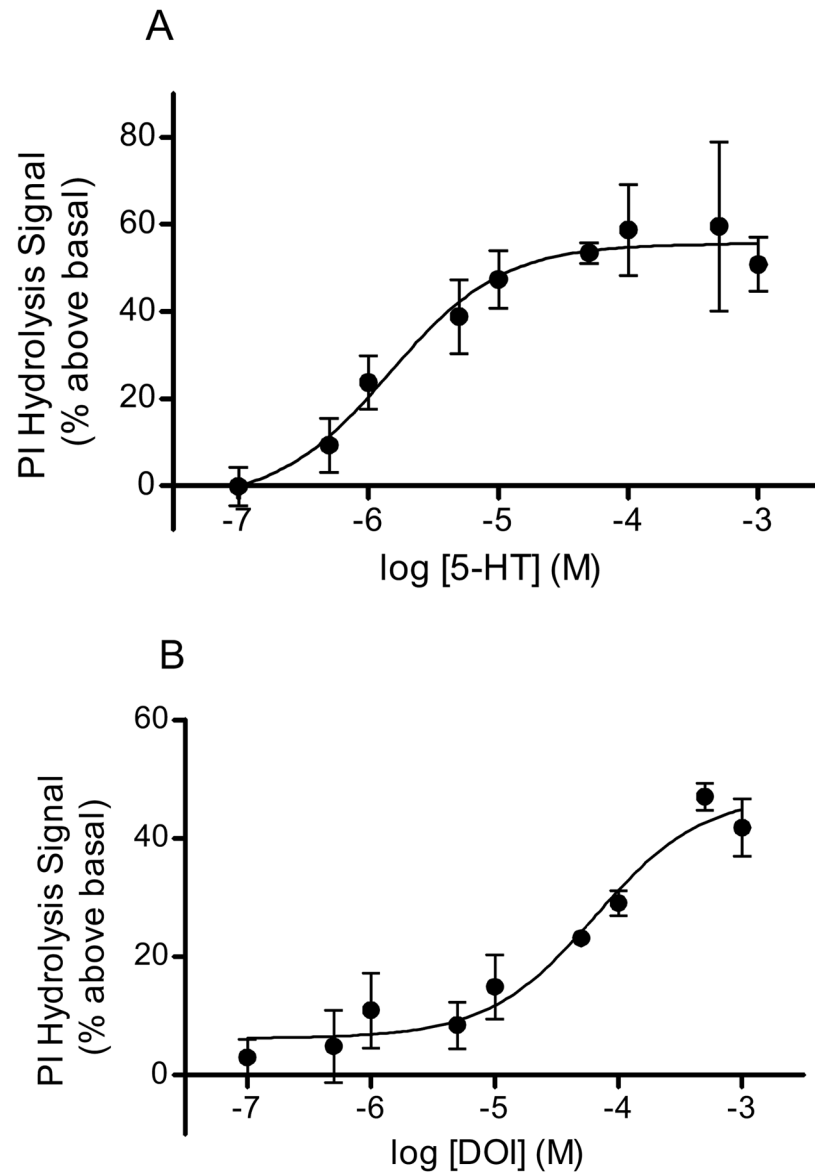 A
PI Hydrolysis Signal
(% above basal)
80
60
40
20
0
-7
-6
-5
-4
-3
log [5-HT] (M)
B
PI Hydrolysis Signal
(% above basal)
60
40
20
0
-7
-6
-5
-4
-3
log [DOI] (M)